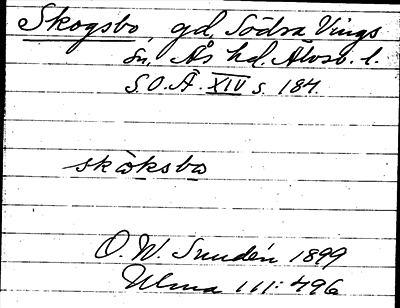 Skogsbo, gd, Södra Vings
sn, Ås hd. Älvsb. l.
S.O.Ä. XIV s. 184.
skòksbo
O. W. Sundén 1899
Ulma 111: 496